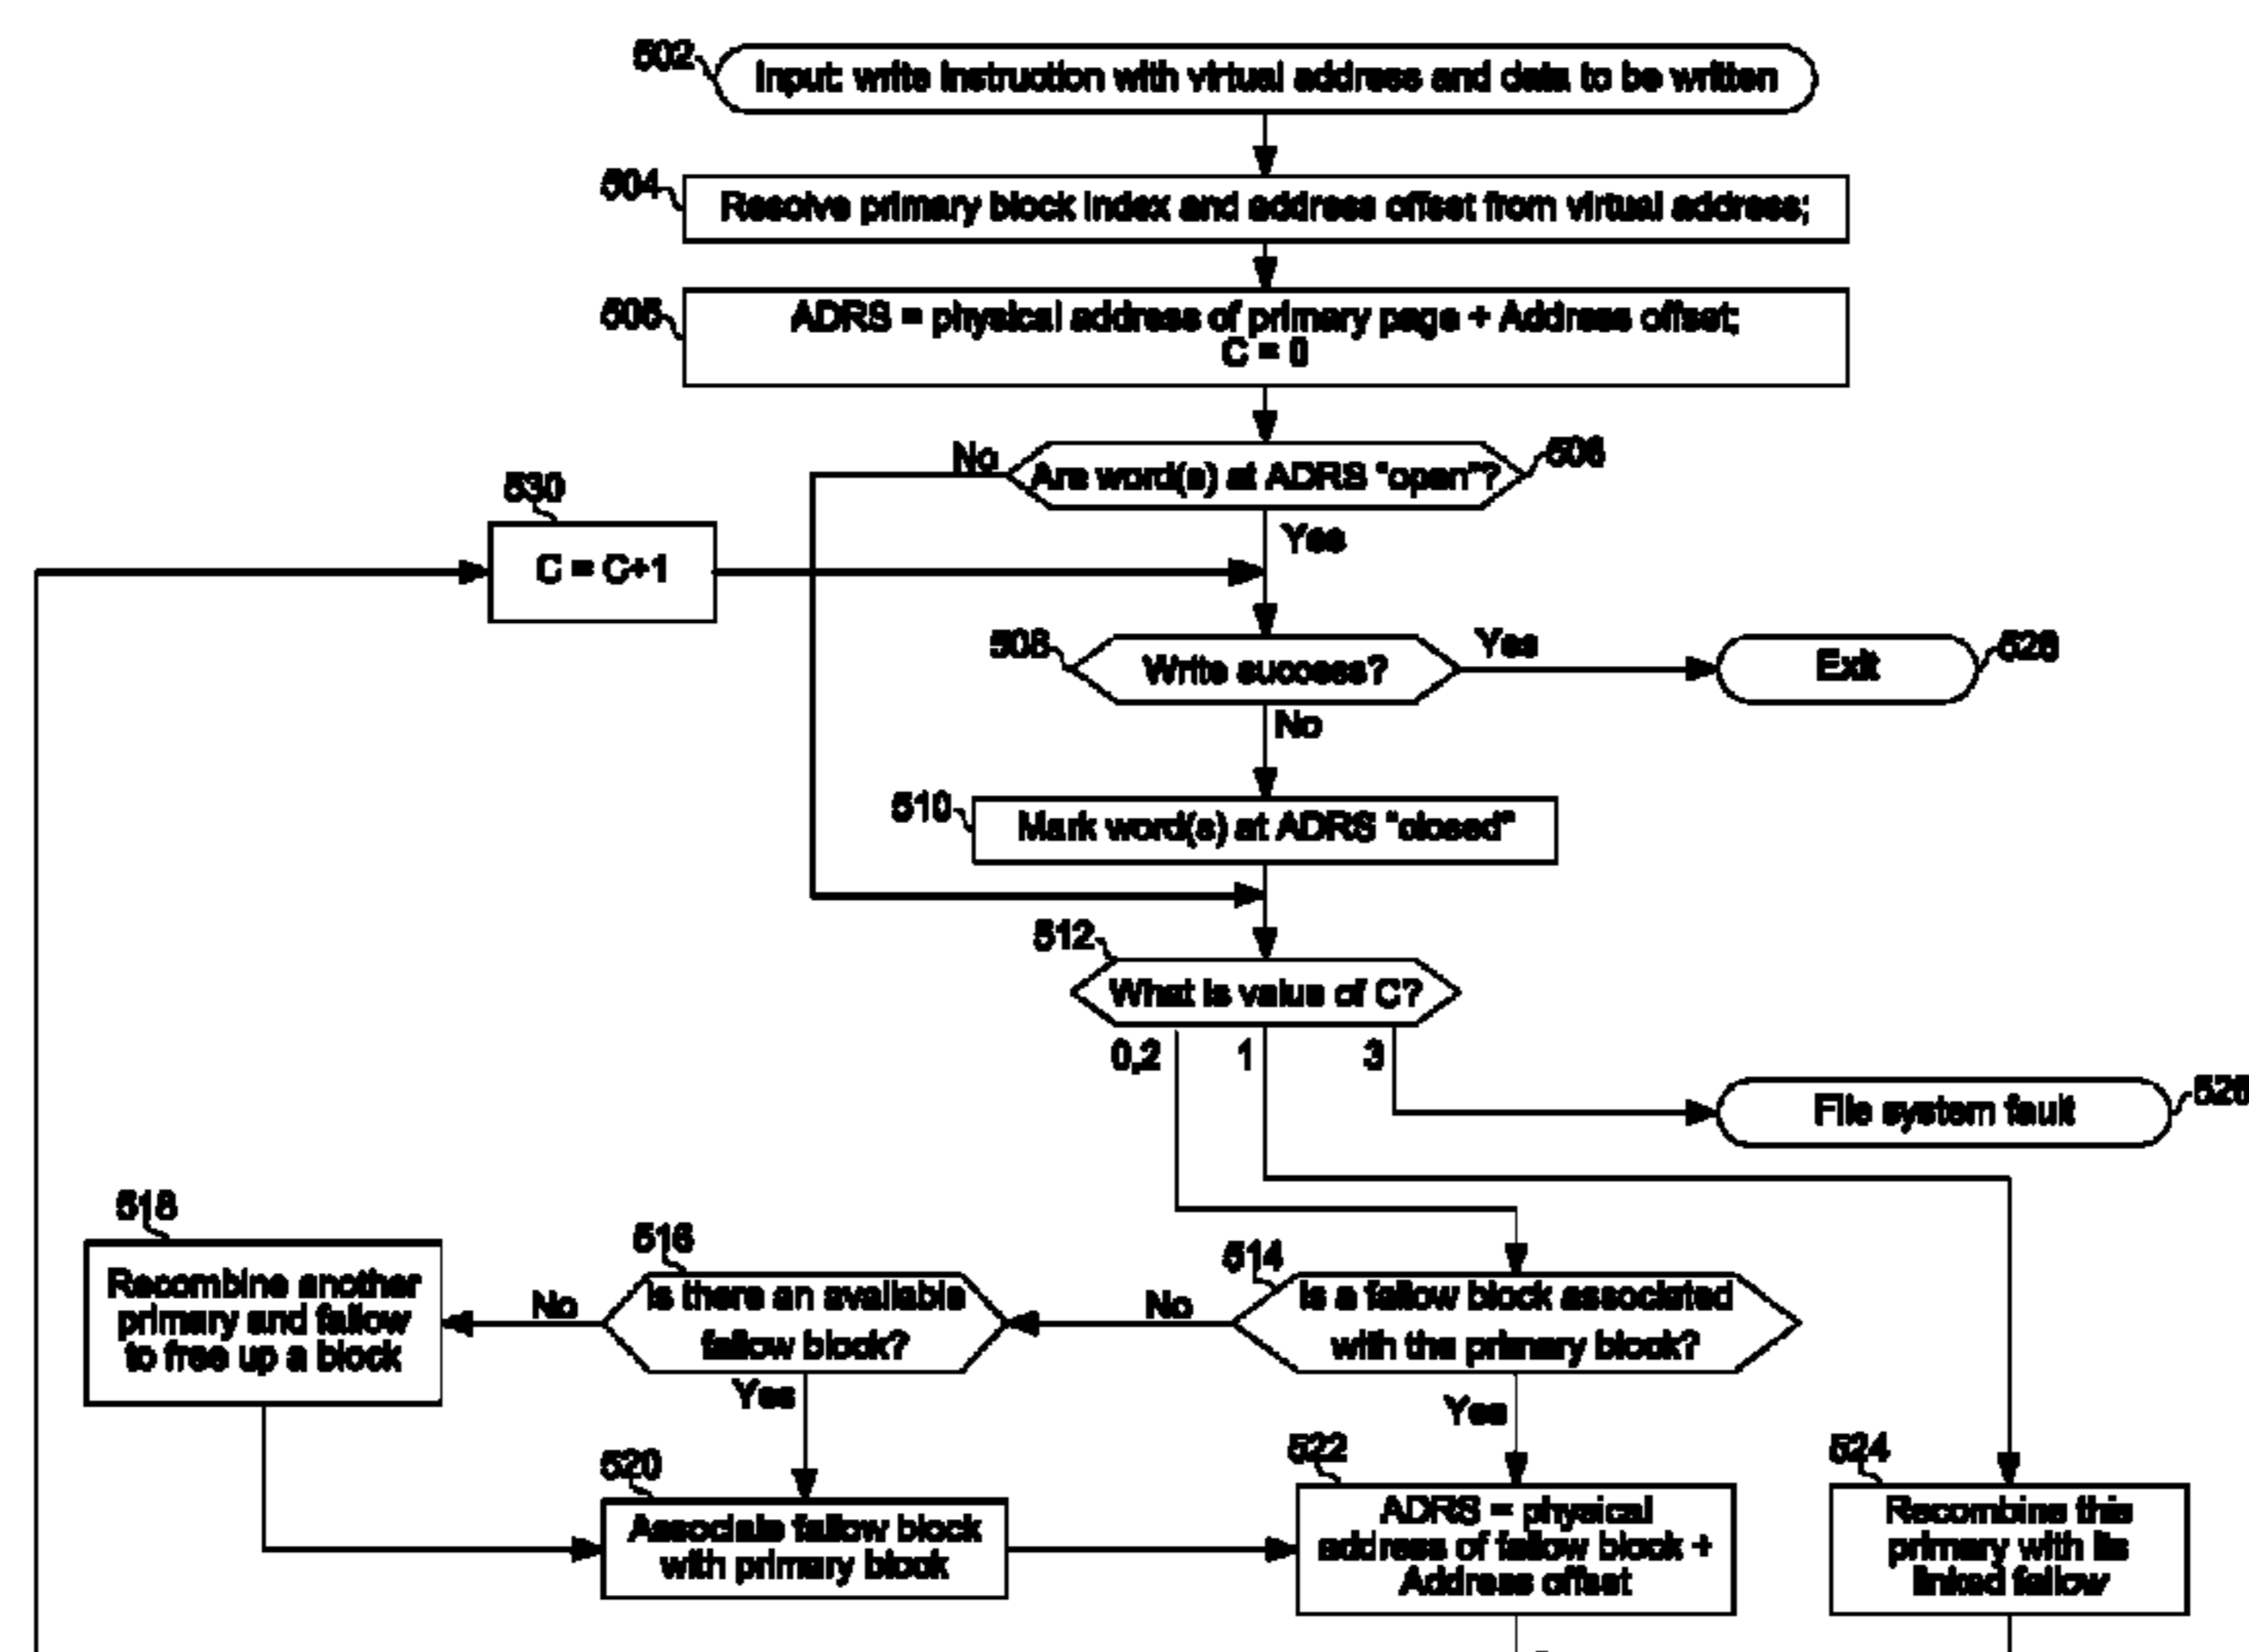 502
Input: write instruction with virtual address and data to be written
504
Resolve primary block index and address offset from virtual address;
505
ADRS = physical address of primary page + Address offset;
C = 0
No
Are word(s) at ADRS "open"?
506
530
C = C+1
Yes
508
Write success?
Yes
Exit
528
No
510
Mark word(s) at ADRS "closed"
512
What is value of C?
0,2
1
3
File system fault
526
518
Recombine another
primary and fallow
to free up a block
No
516
Is there an available
fallow block?
No
514
Is a fallow block associated
with the primary block?
Yes
Yes
520
Associate fallow block
with primary block
522
ADRS = physical
address of fallow block +
Address offset
524
Recombine this
primary with its
linked fallow